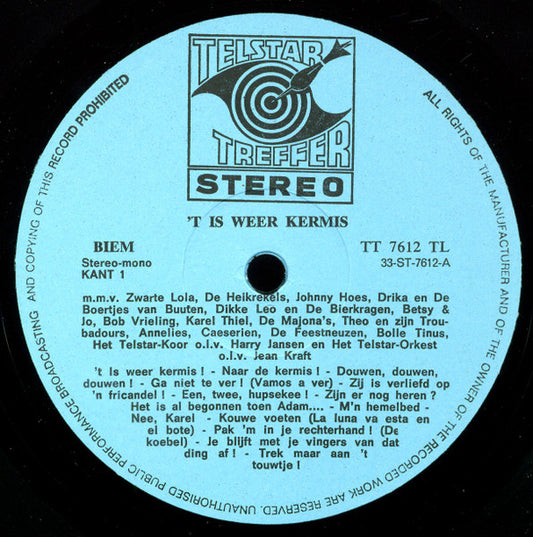 TELSTAR
TREFFER
STEREO
'T IS WEER KERMIS
BIEM
Stereo-mono
KANT 1
TT 7612 TL
33-ST-7612-A
m.m.v. Zwarte Lola, De Heikrekels, Johnny Hoes, Drika en De
Boertjes van Buuten, Dikke Leo en De Bierkragen, Betsy &
Jo, Bob Vrieling, Karel Thiel, De Majona's, Theo en zijn Trou-
badours, Annelies, Caeserien, De Feestneuzen, Bolle Tinus,
Het Telstar-Koor o.l.v. Harry Jansen en Het Telstar-Orkest
o.l.v. Jean Kraft
't Is weer kermis ! - Naar de kermis ! - Douwen, douwen,
douwen ! - Ga niet te ver ! (Vamos a ver) - Zij is verliefd op
'n fricandel ! - Een, twee, hupsekee ! - Zijn er nog heren ?
Het is al begonnen toen Adam.... - M'n hemelbed -
Nee, Karel - Kouwe voeten (La luna va esta en
el bote) - Pak 'm in je rechterhand ! (De
koebel) - Je blijft met je vingers van dat
ding af ! - Trek maar aan 't
touwtje !
ALL RIGHTS OF THE MANUFACTURER AND OF THE OWNER OF THE RECORDED WORK ARE RESERVED. UNAUTHORISED PUBLIC PERFORMANCE BROADCASTING AND COPYING OF THIS RECORD PROHIBITED